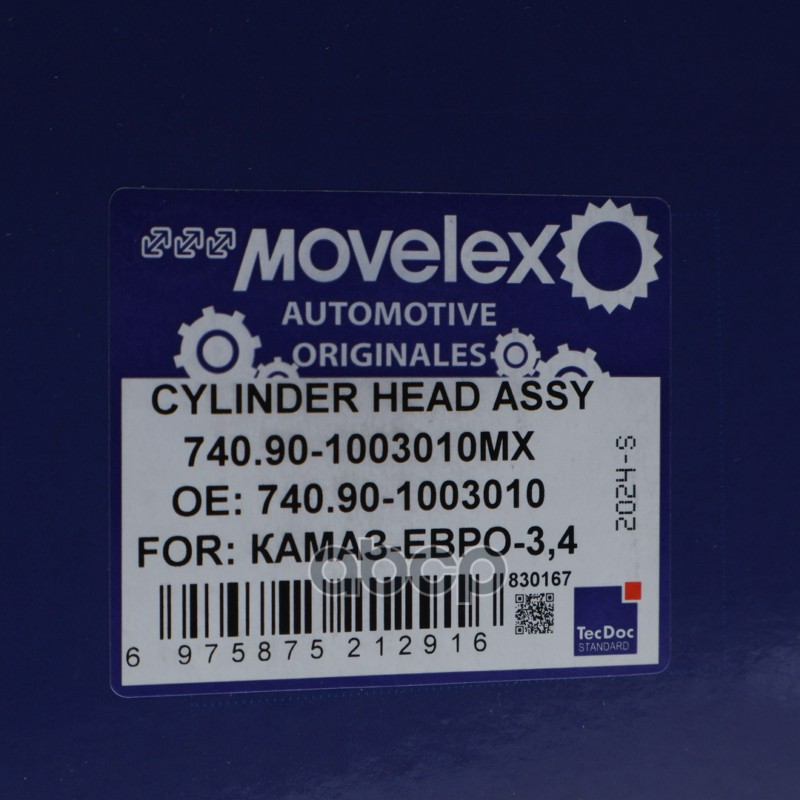 MOVELEX
AUTOMOTIVE
ORIGINALES
CYLINDER HEAD ASSY
740.90-1003010MX
OE: 740.90-1003010
FOR: КАМАЗ-ЕВРО-3,4
2024-S
abcp
830167
6 975875 212916
TecDoc
STANDARD